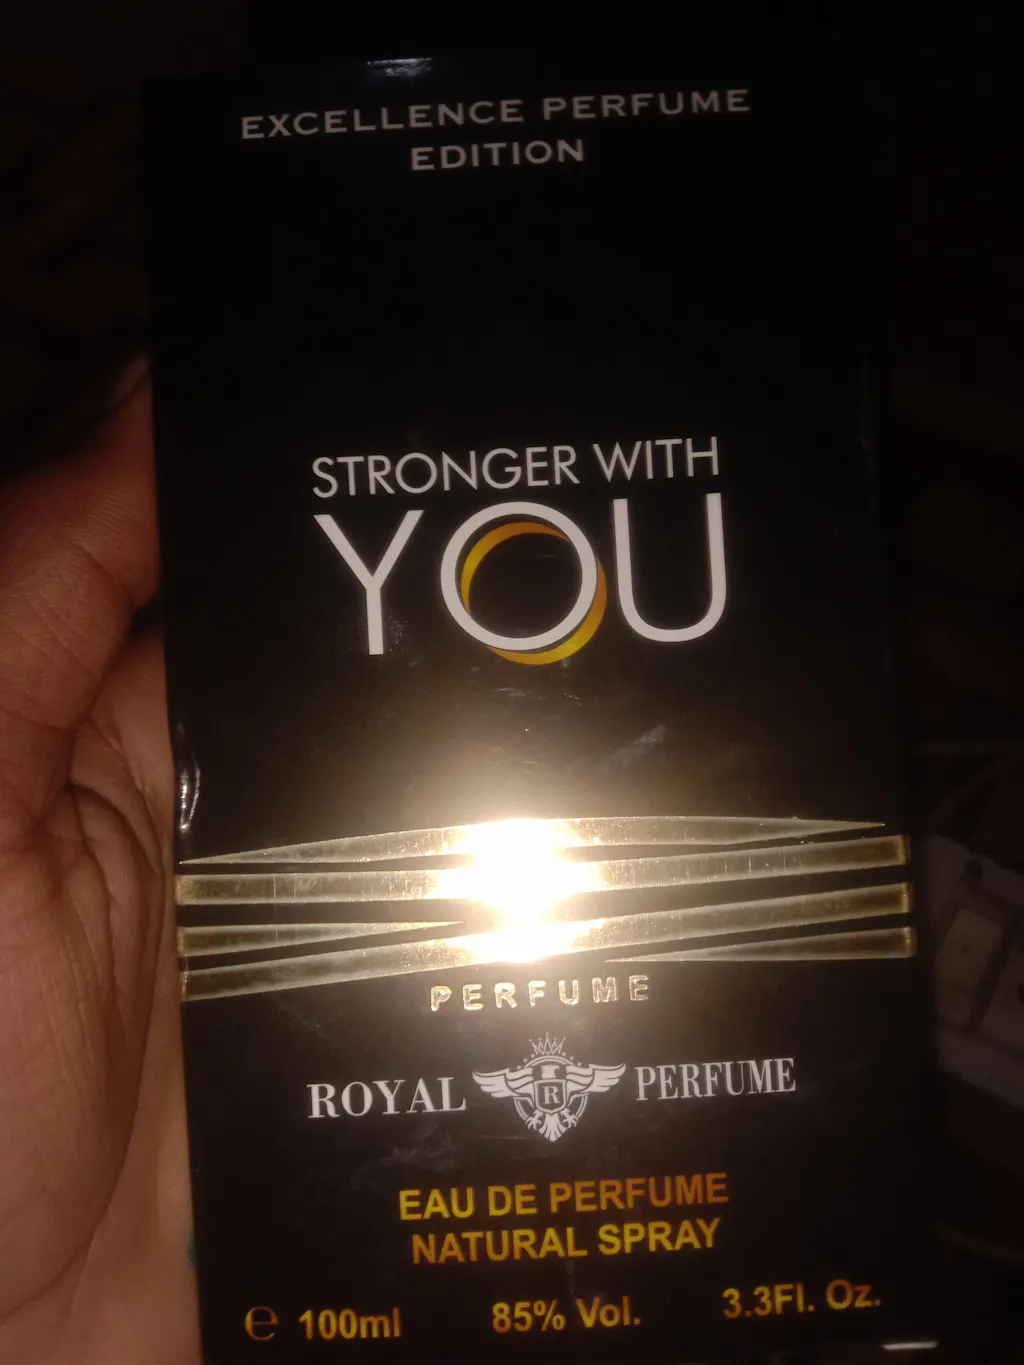 EXCELLENCE PERFUME
EDITION
STRONGER WITH
YOU
PERFUME
ROYAL R PERFUME
EAU DE PERFUME
NATURAL SPRAY
℮ 100ml 85% Vol. 3.3Fl. Oz.